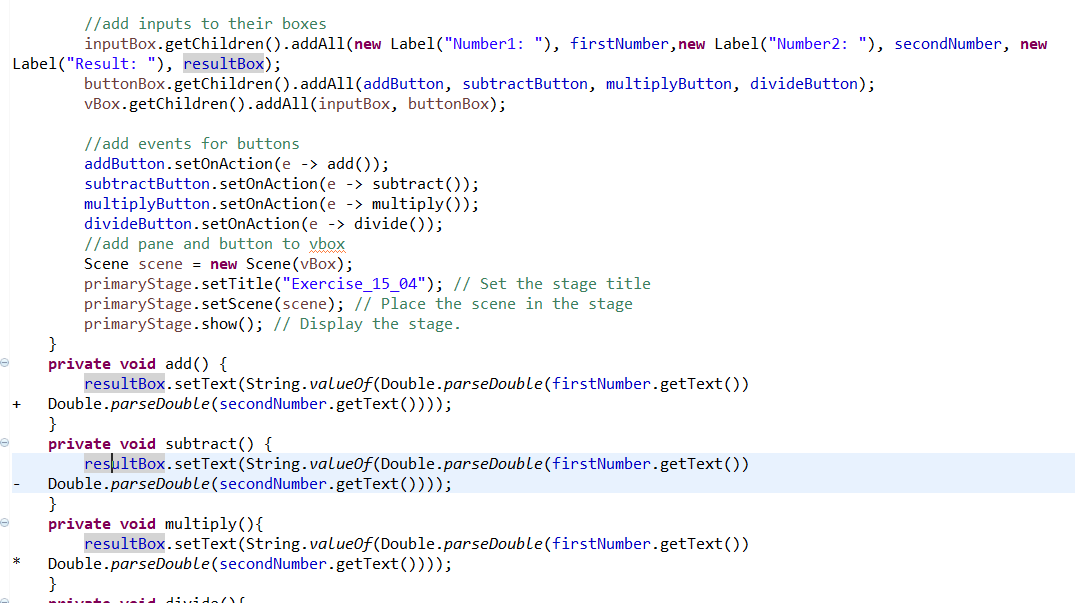 //add inputs to their boxes
inputBox.getChildren().addAll(new Label("Number1: "), firstNumber,new Label("Number2: "), secondNumber, new
Label("Result: "), resultBox);
buttonBox.getChildren().addAll(addButton, subtractButton, multiplyButton, divideButton);
vBox.getChildren().addAll(inputBox, buttonBox);
//add events for buttons
addButton.setOnAction(e -> add());
subtractButton.setOnAction(e -> subtract());
multiplyButton.setOnAction(e -> multiply());
divideButton.setOnAction(e -> divide());
//add pane and button to vbox
Scene scene = new Scene(vBox);
primaryStage.setTitle("Exercise_15_04"); // Set the stage title
primaryStage.setScene(scene); // Place the scene in the stage
primaryStage.show(); // Display the stage.
}
private void add() {
resultBox.setText(String.valueOf(Double.parseDouble(firstNumber.getText())
+ Double.parseDouble(secondNumber.getText())));
}
private void subtract() {
resultBox.setText(String.valueOf(Double.parseDouble(firstNumber.getText())
- Double.parseDouble(secondNumber.getText())));
}
private void multiply(){
resultBox.setText(String.valueOf(Double.parseDouble(firstNumber.getText())
* Double.parseDouble(secondNumber.getText())));
}
private void divide(){